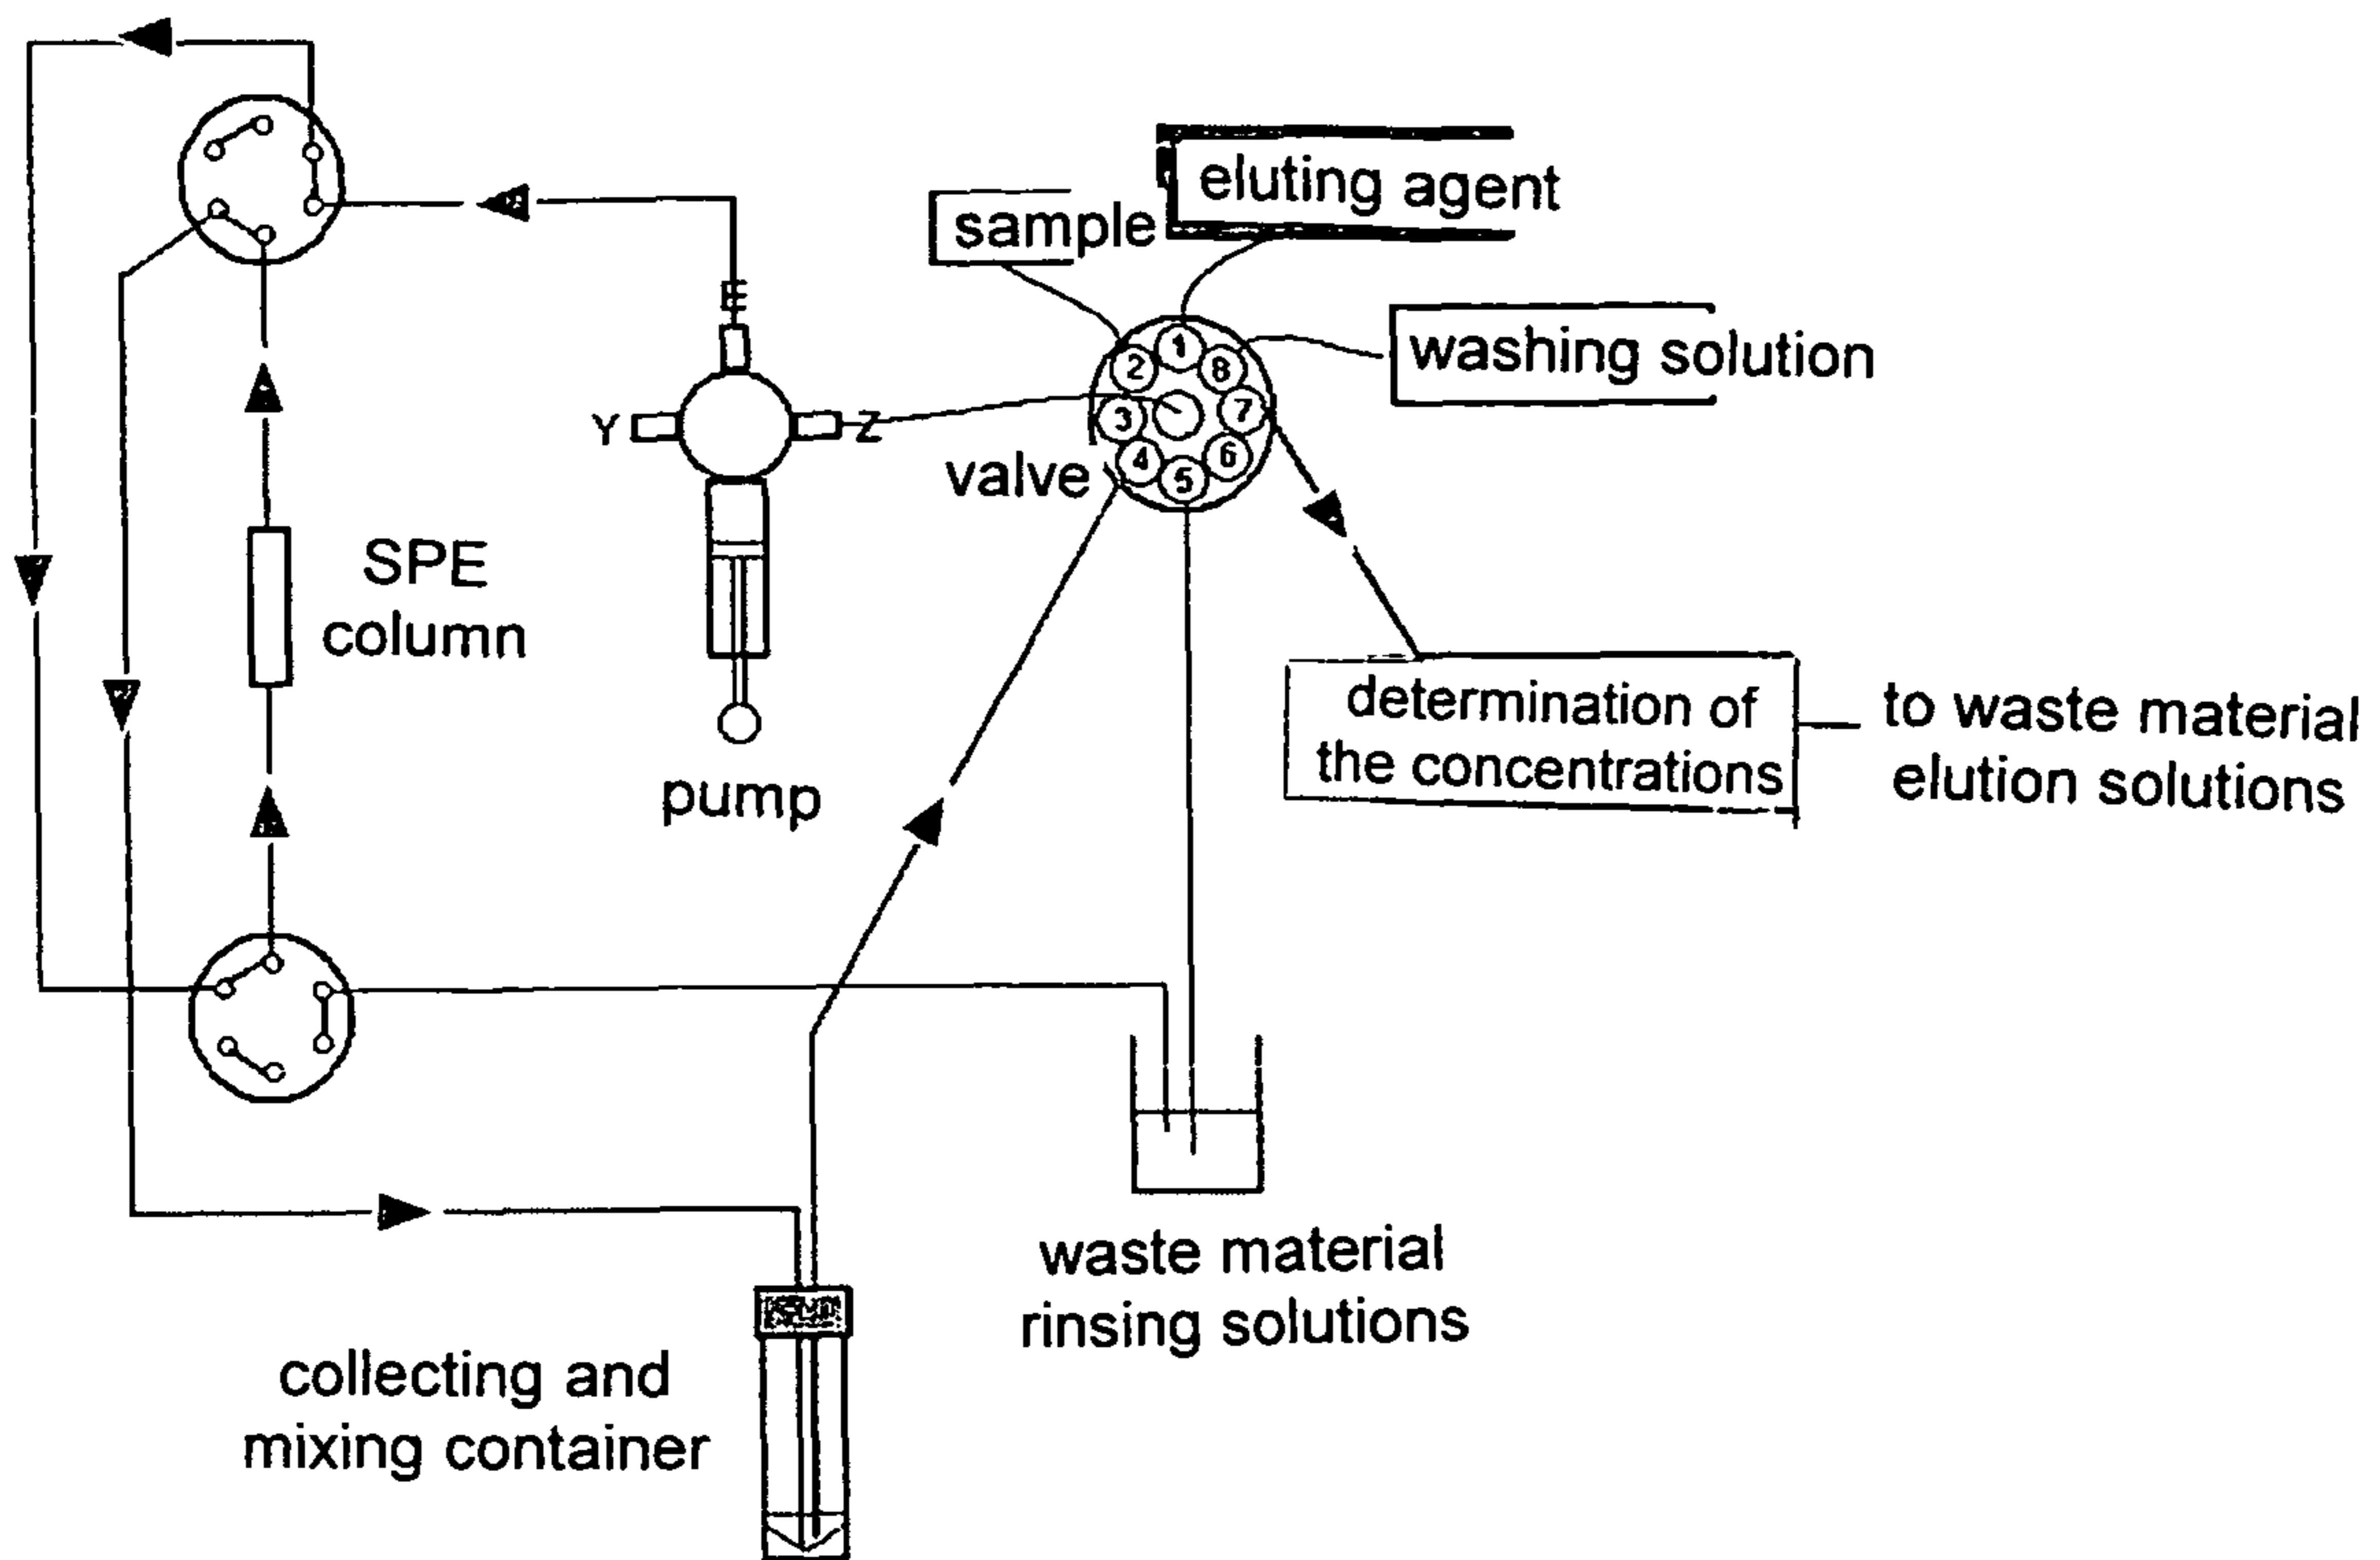 eluting agent
sample
washing solution
E
1
2
8
3
7
4
6
5
Y
Z
valve
SPE
column
pump
determination of
the concentrations
to waste material
elution solutions
waste material
rinsing solutions
collecting and
mixing container